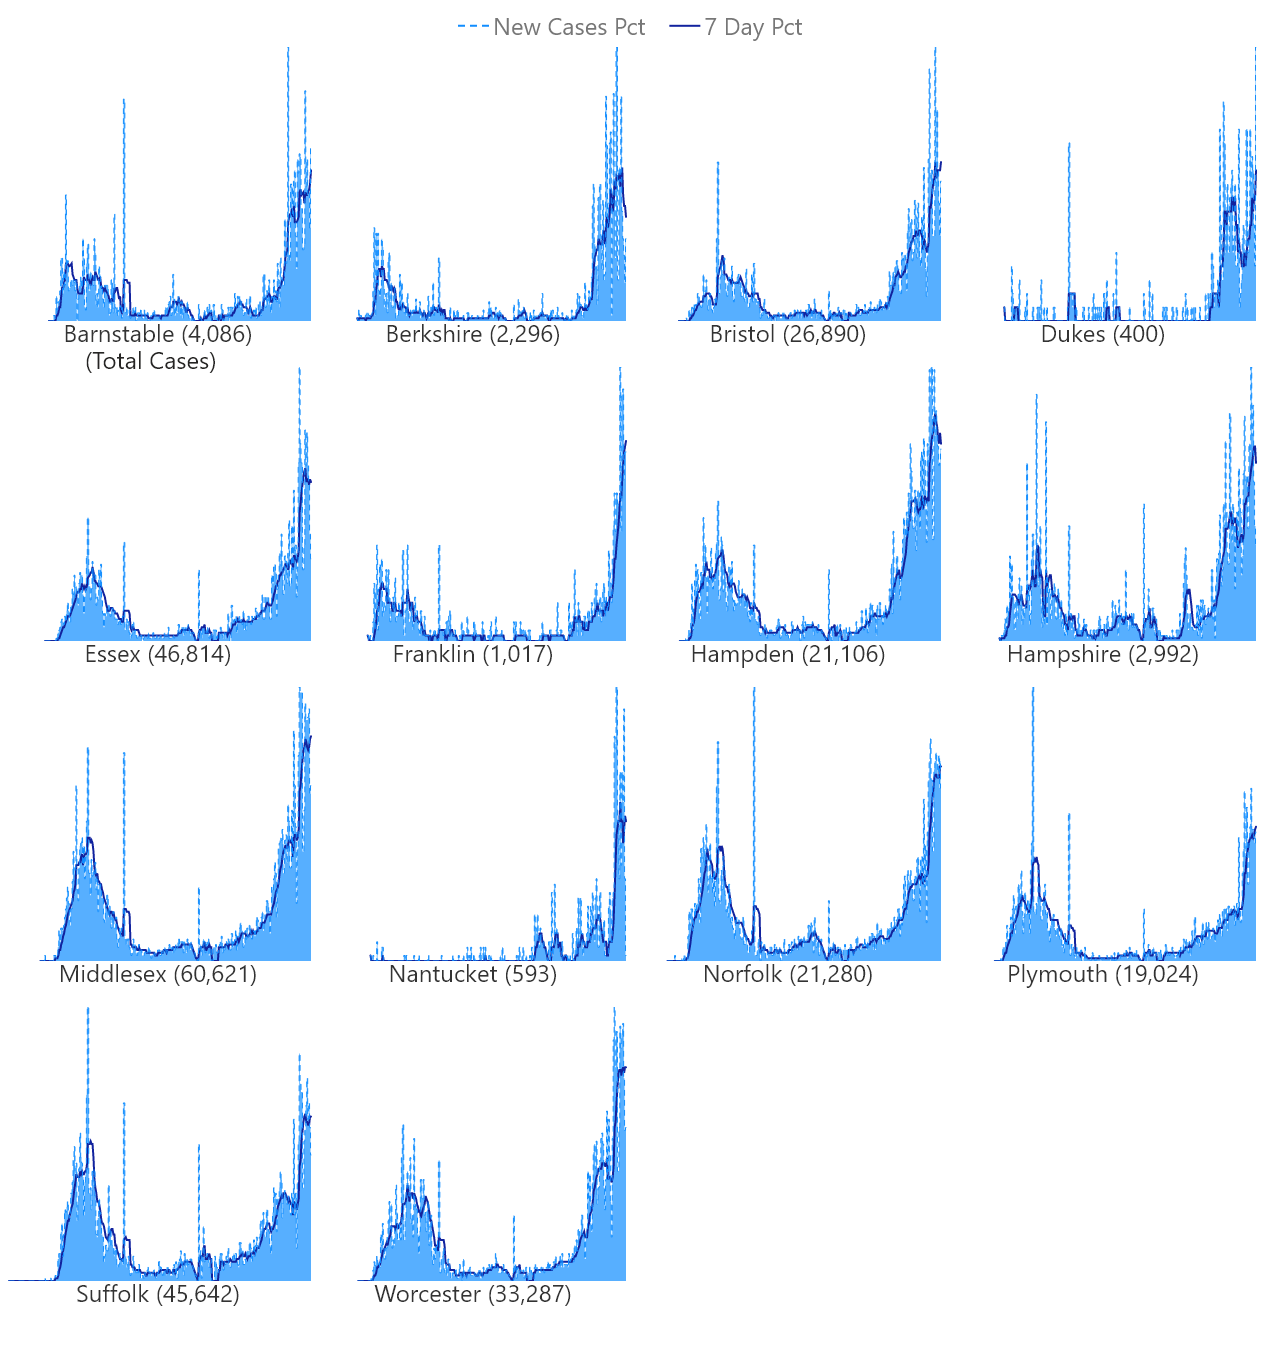 New Cases Pct 7 Day Pct
Barnstable (4,086)
(Total Cases)
Berkshire (2,296)
Bristol (26,890)
Dukes (400)
Essex (46,814)
Franklin (1,017)
Hampden (21,106)
Hampshire (2,992)
Middlesex (60,621)
Nantucket (593)
Norfolk (21,280)
Plymouth (19,024)
Suffolk (45,642)
Worcester (33,287)